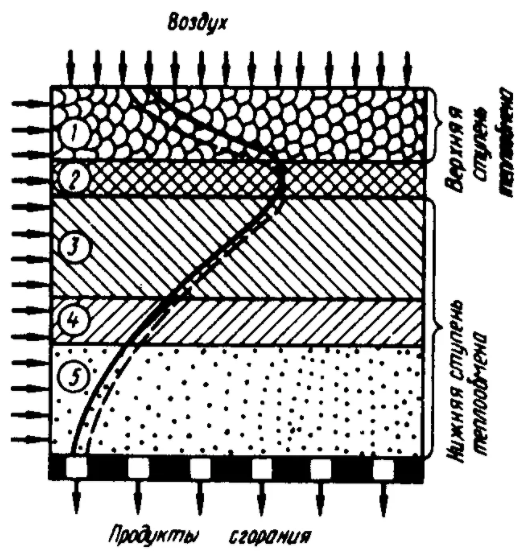 Воздух
1
2
3
4
5
Верхняя
ступень
теплообмена
Нижняя ступень
теплообмена
Продукты сгорания